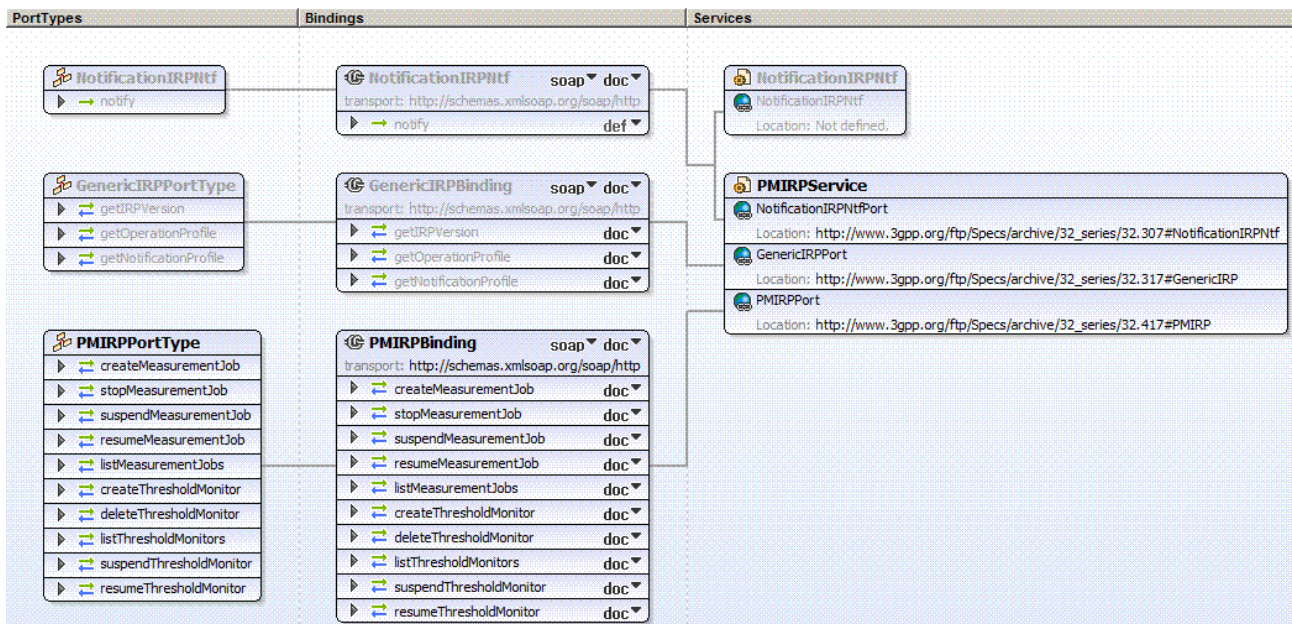 PortTypes
Bindings
Services
NotificationIRPNtf
notify
NotificationIRPNtf soap doc
transport: http://schemas.xmlsoap.org/soap/http
notify def
NotificationIRPNtf
NotificationIRPNtf
Location: Not defined.
GenericIRPPortType
getIRPVersion
getOperationProfile
getNotificationProfile
GenericIRPBinding soap doc
transport: http://schemas.xmlsoap.org/soap/http
getIRPVersion doc
getOperationProfile doc
getNotificationProfile doc
PMIRPService
NotificationIRPNtfPort
Location: http://www.3gpp.org/ftp/Specs/archive/32_series/32.307#NotificationIRPNtf
GenericIRPPort
Location: http://www.3gpp.org/ftp/Specs/archive/32_series/32.317#GenericIRP
PMIRPPort
Location: http://www.3gpp.org/ftp/Specs/archive/32_series/32.417#PMIRP
PMIRPPortType
createMeasurementJob
stopMeasurementJob
suspendMeasurementJob
resumeMeasurementJob
listMeasurementJobs
createThresholdMonitor
deleteThresholdMonitor
listThresholdMonitors
suspendThresholdMonitor
resumeThresholdMonitor
PMIRPBinding soap doc
transport: http://schemas.xmlsoap.org/soap/http
createMeasurementJob doc
stopMeasurementJob doc
suspendMeasurementJob doc
resumeMeasurementJob doc
listMeasurementJobs doc
createThresholdMonitor doc
deleteThresholdMonitor doc
listThresholdMonitors doc
suspendThresholdMonitor doc
resumeThresholdMonitor doc